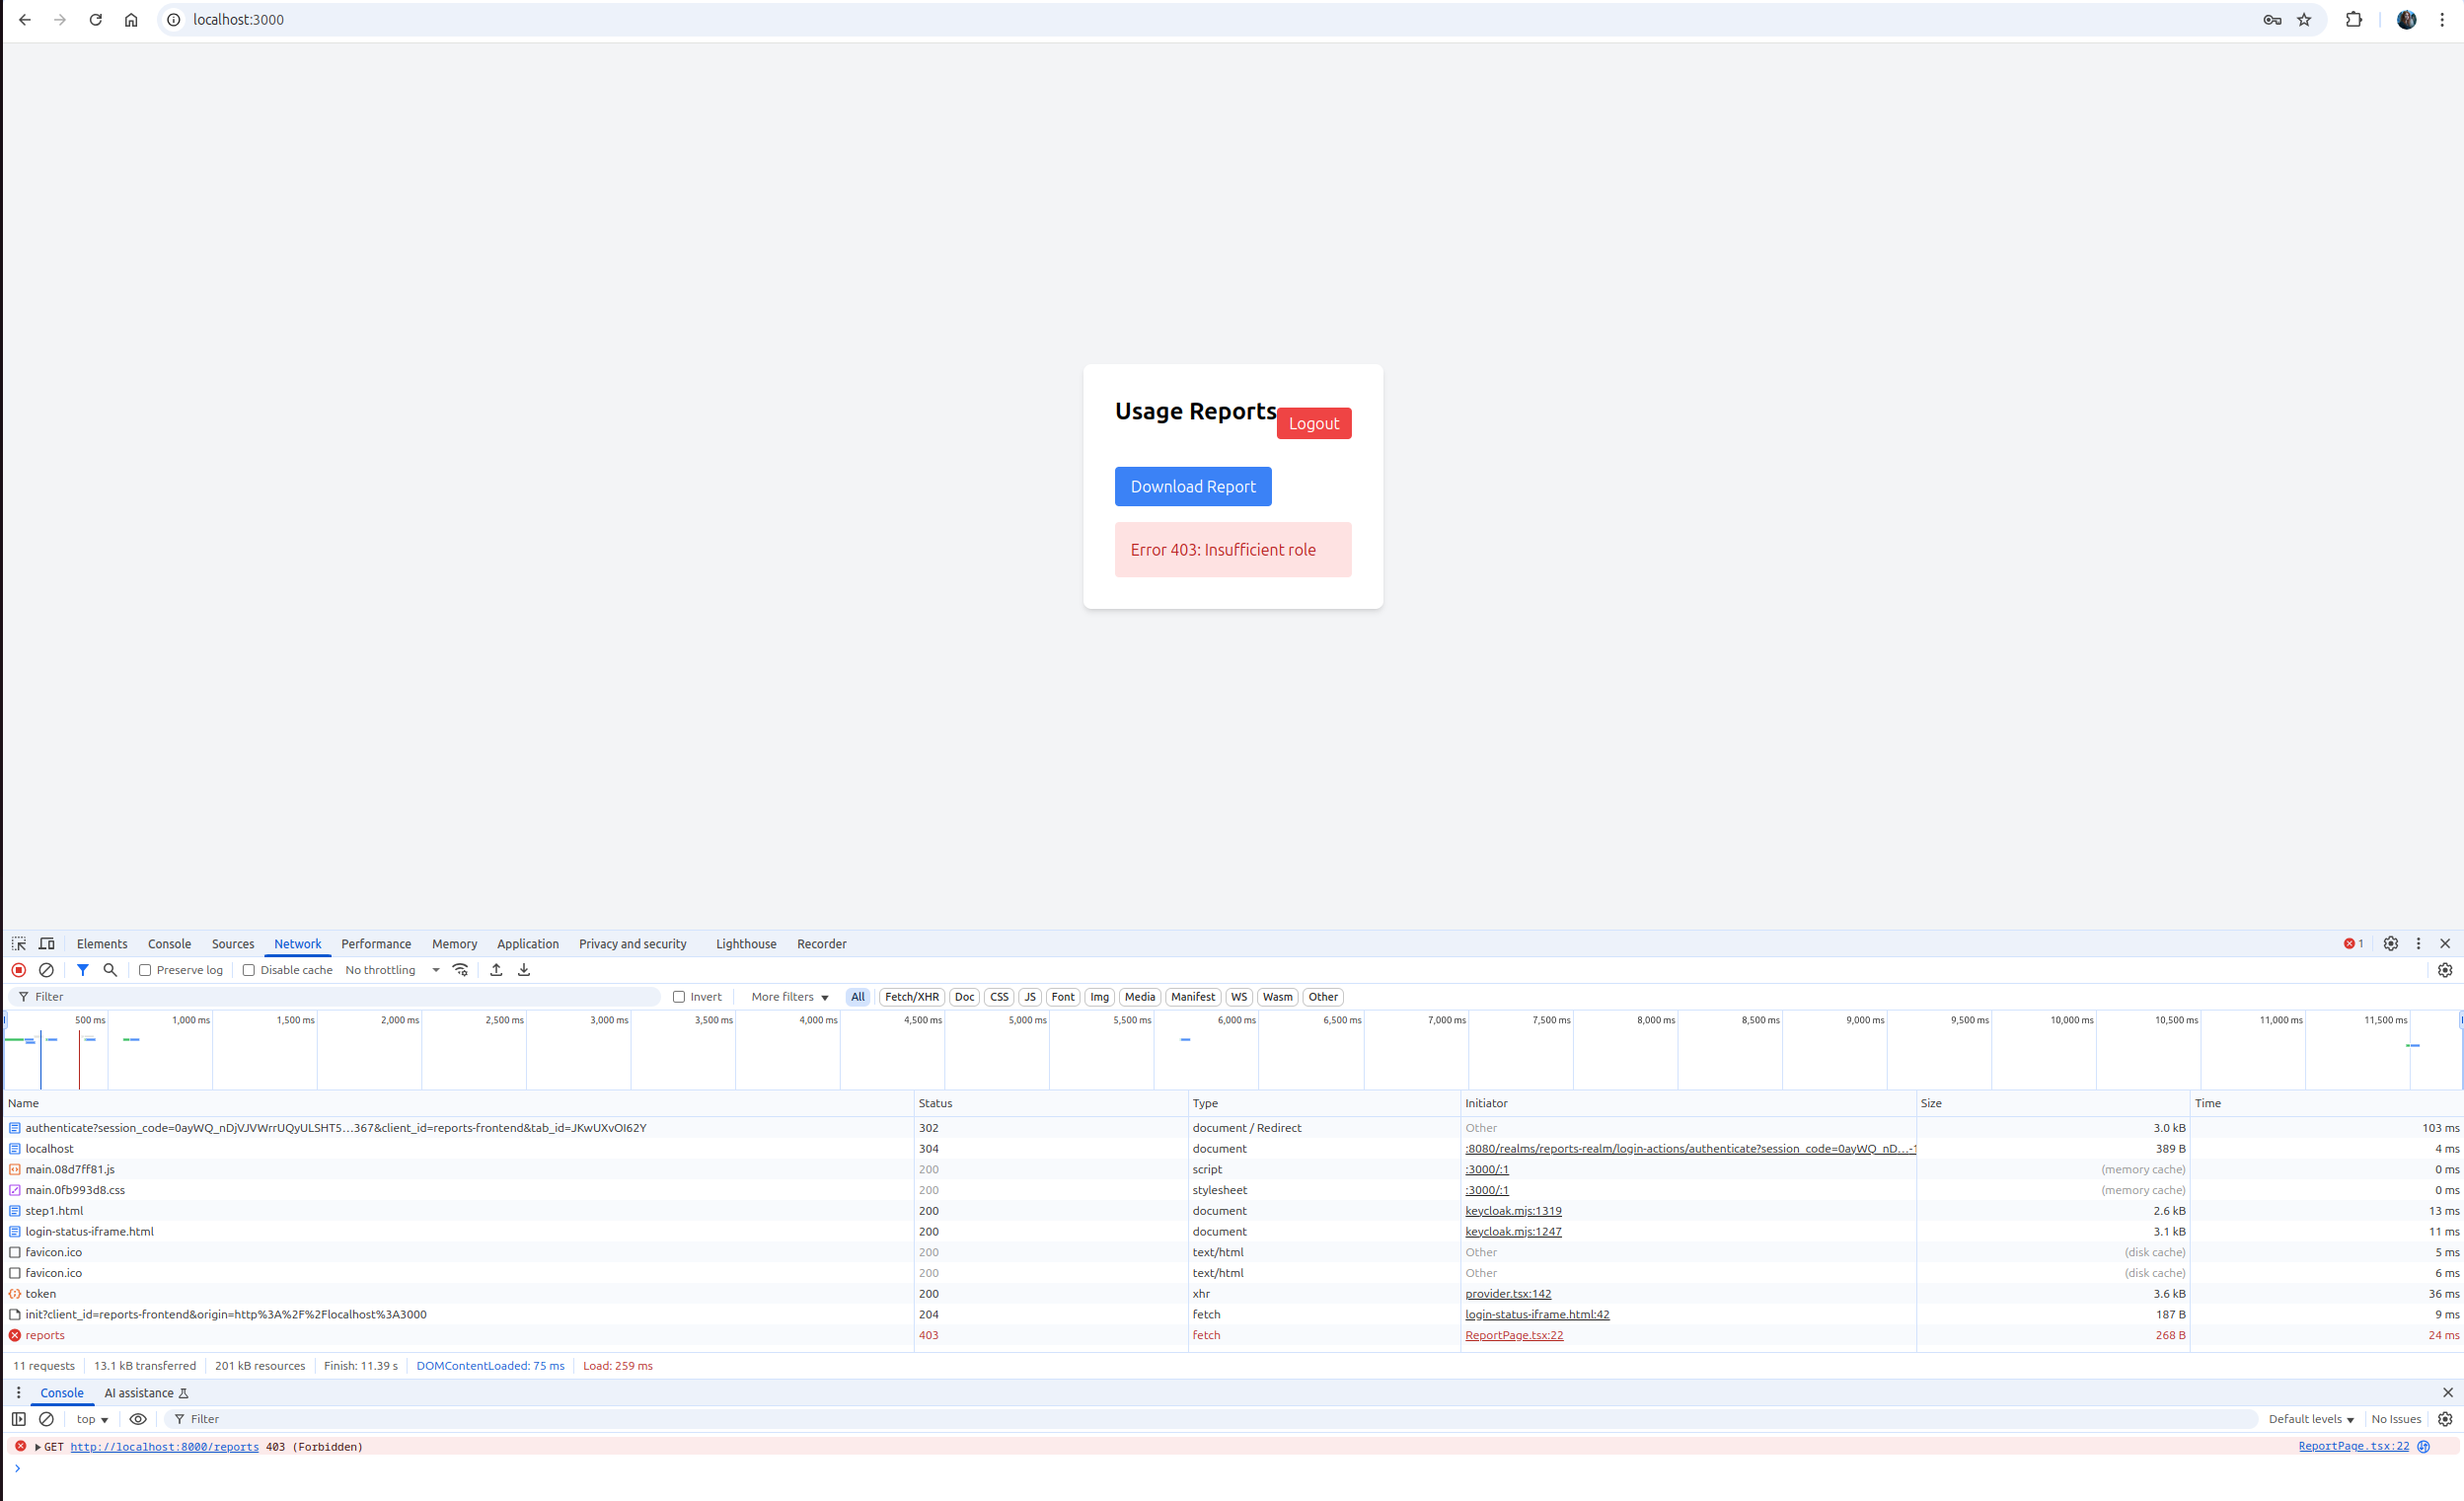 localhost:3000
Usage Reports
Logout
Download Report
Error 403: Insufficient role
Elements Console Sources Network Performance Memory Application Privacy and security Lighthouse Recorder 1
Preserve log Disable cache No throttling
Filter Invert More filters All Fetch/XHR Doc CSS JS Font Img Media Manifest WS Wasm Other
500 ms 1,000 ms 1,500 ms 2,000 ms 2,500 ms 3,000 ms 3,500 ms 4,000 ms 4,500 ms 5,000 ms 5,500 ms 6,000 ms 6,500 ms 7,000 ms 7,500 ms 8,000 ms 8,500 ms 9,000 ms 9,500 ms 10,000 ms 10,500 ms 11,000 ms 11,500 ms
Name Status Type Initiator Size Time
authenticate?session_code=0ayWQ_nDjVJVWrrUQyULSHT5…367&client_id=reports-frontend&tab_id=JKwUXvOI62Y 302 document / Redirect Other 3.0 kB 103 ms
localhost 304 document :8080/realms/reports-realm/login-actions/authenticate?session_code=0ayWQ_nD…-1 389 B 4 ms
main.08d7ff81.js 200 script :3000/:1 (memory cache) 0 ms
main.0fb993d8.css 200 stylesheet :3000/:1 (memory cache) 0 ms
step1.html 200 document keycloak.mjs:1319 2.6 kB 13 ms
login-status-iframe.html 200 document keycloak.mjs:1247 3.1 kB 11 ms
favicon.ico 200 text/html Other (disk cache) 5 ms
favicon.ico 200 text/html Other (disk cache) 6 ms
token 200 xhr provider.tsx:142 3.6 kB 36 ms
init?client_id=reports-frontend&origin=http%3A%2F%2Flocalhost%3A3000 204 fetch login-status-iframe.html:42 187 B 9 ms
reports 403 fetch ReportPage.tsx:22 268 B 24 ms
11 requests 13.1 kB transferred 201 kB resources Finish: 11.39 s DOMContentLoaded: 75 ms Load: 259 ms
Console AI assistance
top Filter Default levels No Issues
GET http://localhost:8000/reports 403 (Forbidden) ReportPage.tsx:22